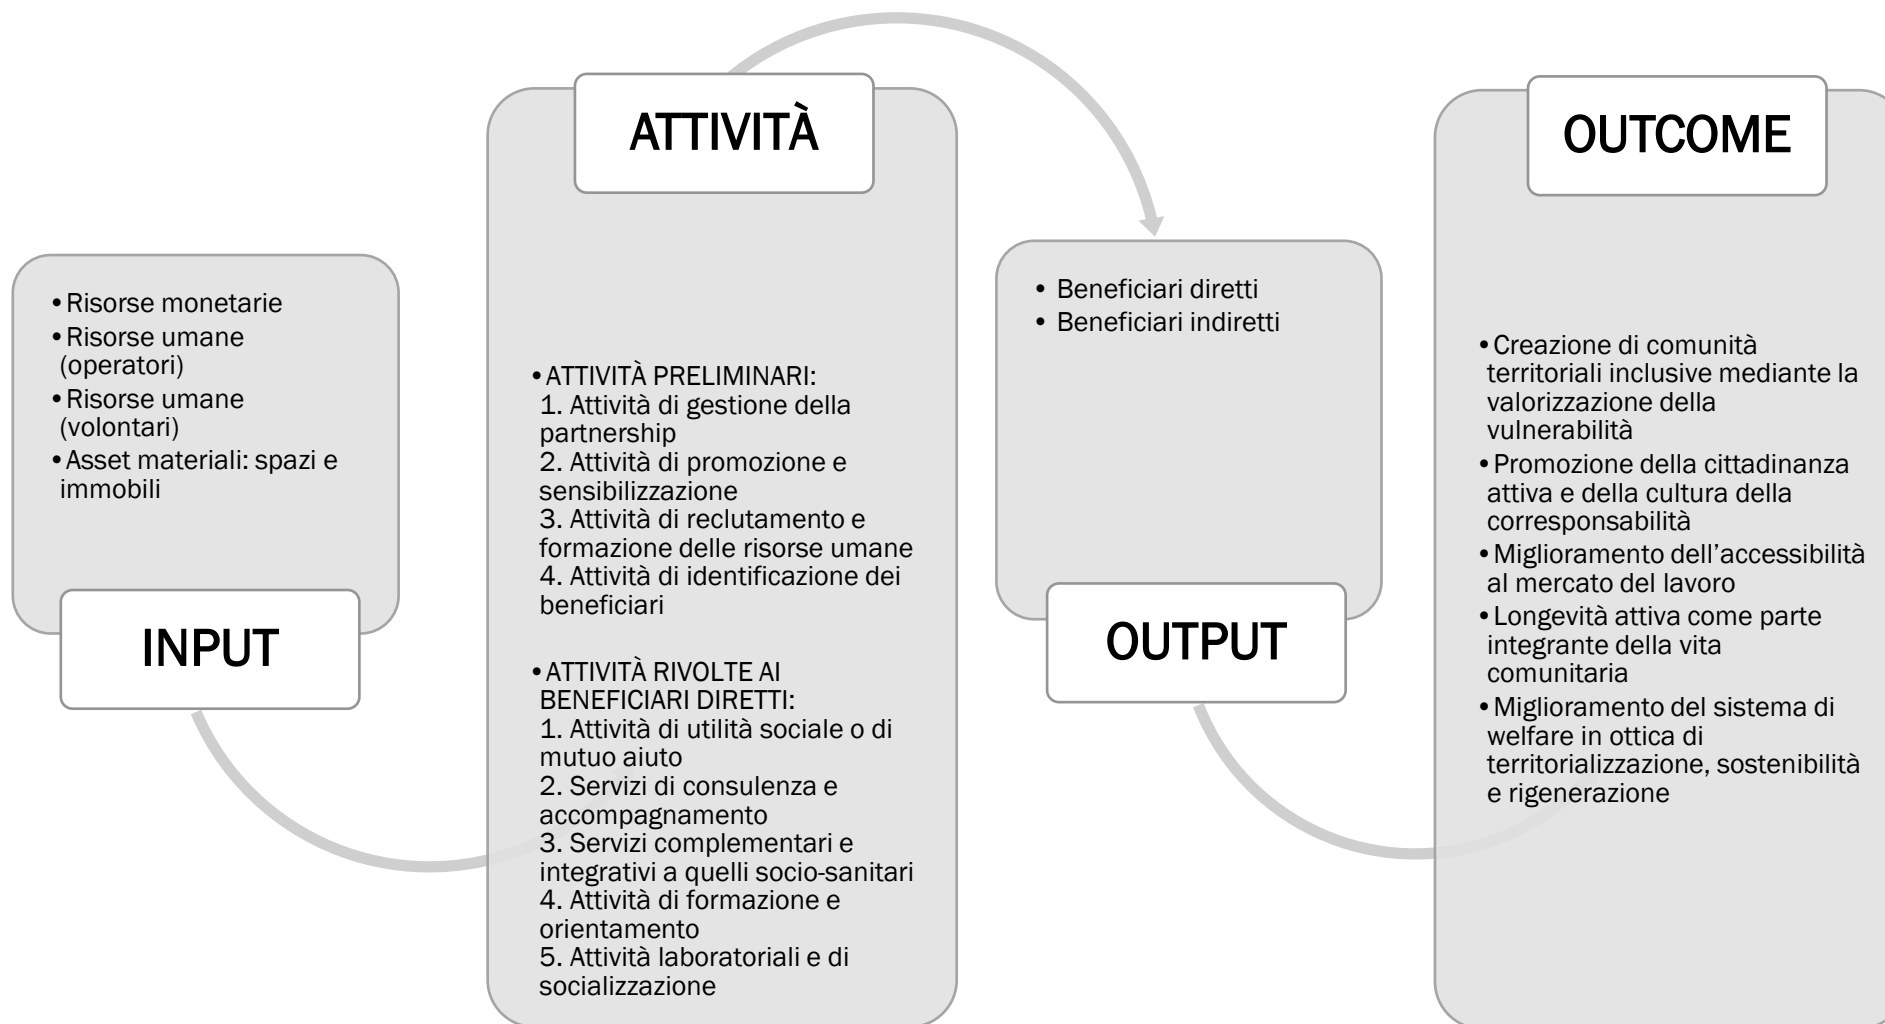 INPUT
•Risorse monetarie
•Risorse umane
(operatori)
•Risorse umane
(volontari)
•Asset materiali: spazi e
immobili
ATTIVITÀ
•ATTIVITÀ PRELIMINARI:
1. Attività di gestione della
partnership
2. Attività di promozione e
sensibilizzazione
3. Attività di reclutamento e
formazione delle risorse umane
4. Attività di identificazione dei
beneficiari
•ATTIVITÀ RIVOLTE AI
BENEFICIARI DIRETTI:
1. Attività di utilità sociale o di
mutuo aiuto
2. Servizi di consulenza e
accompagnamento
3. Servizi complementari e
integrativi a quelli socio-sanitari
4. Attività di formazione e
orientamento
5. Attività laboratoriali e di
socializzazione
OUTPUT
• Beneficiari diretti
• Beneficiari indiretti
OUTCOME
•Creazione di comunità
territoriali inclusive mediante la
valorizzazione della
vulnerabilità
•Promozione della cittadinanza
attiva e della cultura della
corresponsabilità
•Miglioramento dell’accessibilità
al mercato del lavoro
•Longevità attiva come parte
integrante della vita
comunitaria
•Miglioramento del sistema di
welfare in ottica di
territorializzazione, sostenibilità
e rigenerazione